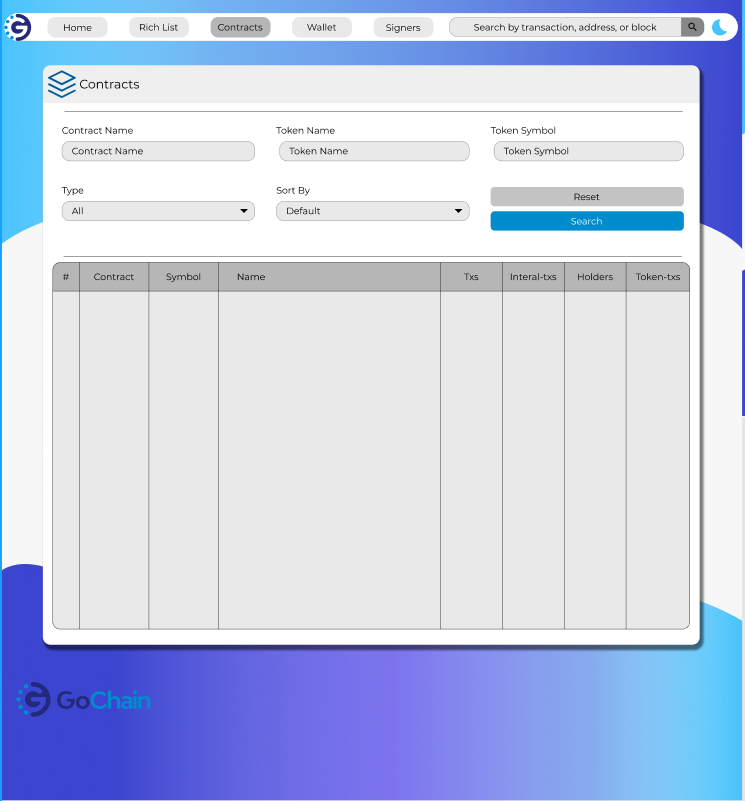 Home Rich List Contracts Wallet Signers Search by transaction, address, or block
Contracts
Contract Name Token Name Token Symbol
Contract Name Token Name Token Symbol
Type Sort By
Reset
All Default
Search
# Contract Symbol Name Txs Interal-txs Holders Token-txs
GoChain